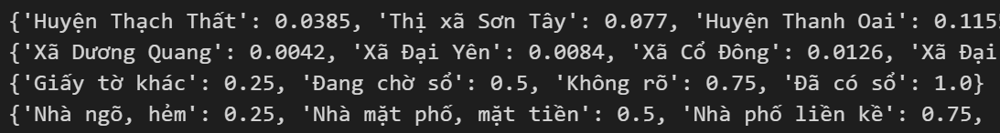 {'Huyện Thạch Thất': 0.0385, 'Thị xã Sơn Tây': 0.077, 'Huyện Thanh Oai': 0.115
{'Xã Dương Quang': 0.0042, 'Xã Đại Yên': 0.0084, 'Xã Cổ Đông': 0.0126, 'Xã Đại
{'Giấy tờ khác': 0.25, 'Đang chờ sổ': 0.5, 'Không rõ': 0.75, 'Đã có sổ': 1.0}
{'Nhà ngõ, hẻm': 0.25, 'Nhà mặt phố, mặt tiền': 0.5, 'Nhà phố liền kề': 0.75,